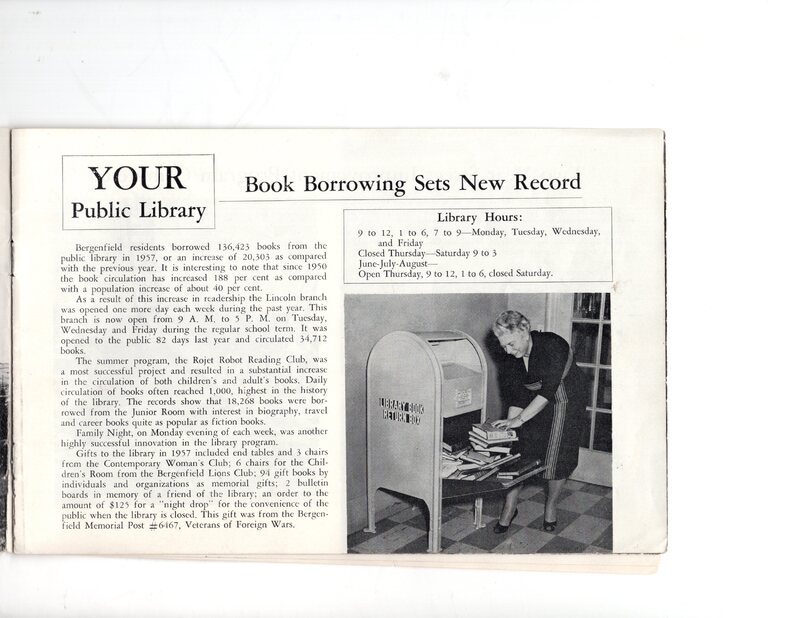 YOUR
Public Library
Book Borrowing Sets New Record
Library Hours:
9 to 12, 1 to 6, 7 to 9—Monday, Tuesday, Wednesday,
and Friday
Closed Thursday—Saturday 9 to 3
June-July-August—
Open Thursday, 9 to 12, 1 to 6, closed Saturday.
Bergenfield residents borrowed 136,423 books from the
public library in 1957, or an increase of 20,303 as compared
with the previous year. It is interesting to note that since 1950
the book circulation has increased 188 per cent as compared
with a population increase of about 40 per cent.
As a result of this increase in readership the Lincoln branch
was opened one more day each week during the past year. This
branch is now open from 9 A. M. to 5 P. M. on Tuesday,
Wednesday and Friday during the regular school term. It was
opened to the public 82 days last year and circulated 34,712
books.
The summer program, the Rojet Robot Reading Club, was
a most successful project and resulted in a substantial increase
in the circulation of both children's and adult's books. Daily
circulation of books often reached 1,000, highest in the history
of the library. The records show that 18,268 books were bor-
rowed from the Junior Room with interest in biography, travel
and career books quite as popular as fiction books.
Family Night, on Monday evening of each week, was another
highly successful innovation in the library program.
Gifts to the library in 1957 included end tables and 3 chairs
from the Contemporary Woman's Club; 6 chairs for the Chil-
dren's Room from the Bergenfield Lions Club; 94 gift books by
individuals and organizations as memorial gifts; 2 bulletin
boards in memory of a friend of the library; an order to the
amount of $125 for a "night drop" for the convenience of the
public when the library is closed. This gift was from the Bergen-
field Memorial Post #6467, Veterans of Foreign Wars.
LIBRARY BOOK
RETURN BOX